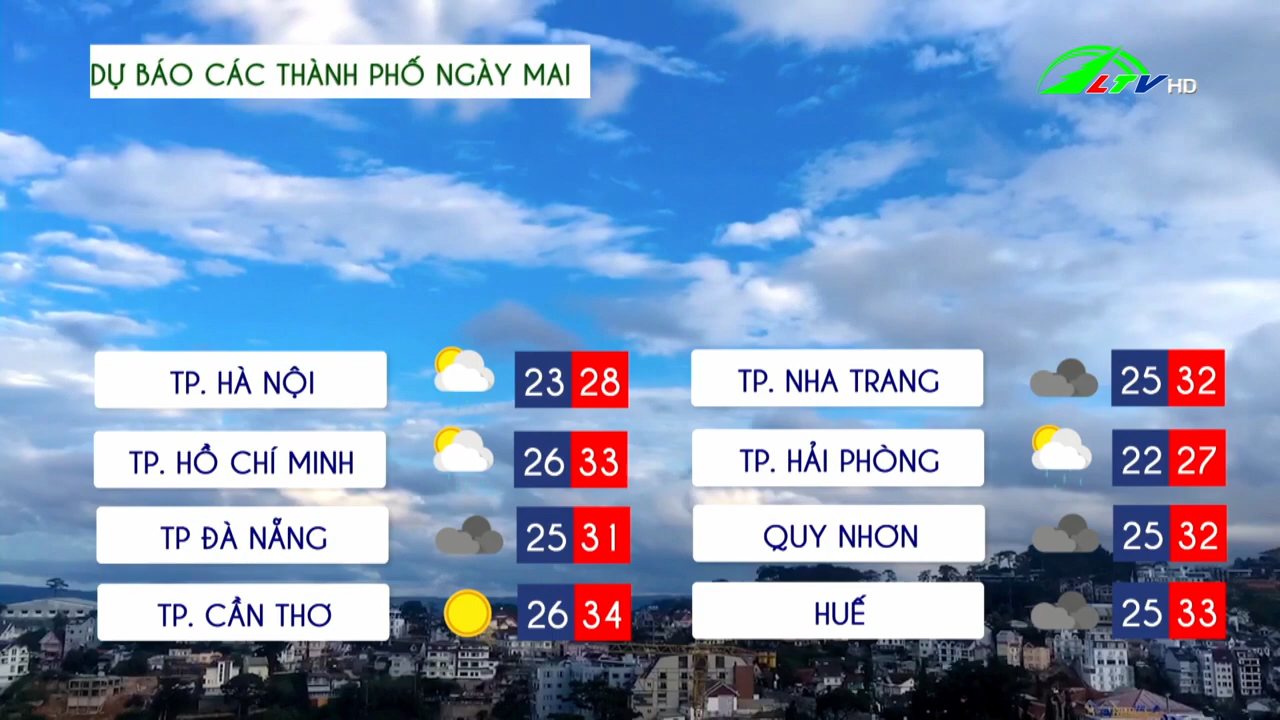 DỰ BÁO CÁC THÀNH PHỐ NGÀY MAI
LTV HD
TP. HÀ NỘI 23 28
TP. HỒ CHÍ MINH 26 33
TP ĐÀ NẴNG 25 31
TP. CẦN THƠ 26 34
TP. NHA TRANG 25 32
TP. HẢI PHÒNG 22 27
QUY NHƠN 25 32
HUẾ 25 33